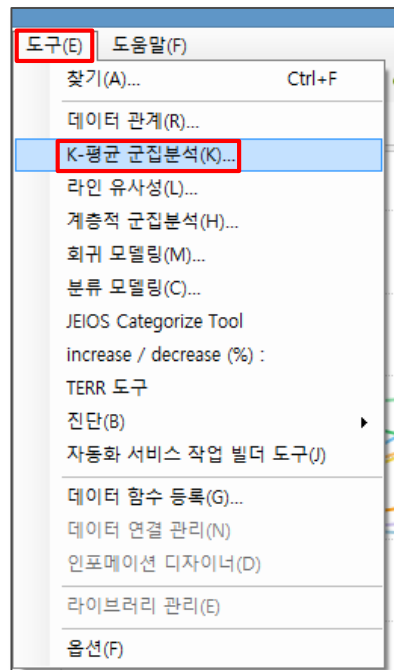 도구(E) 도움말(F)
찾기(A)... Ctrl+F
데이터 관계(R)...
K-평균 군집분석(K)...
라인 유사성(L)...
계층적 군집분석(H)...
회귀 모델링(M)...
분류 모델링(C)...
JEIOS Categorize Tool
increase / decrease (%) :
TERR 도구
진단(B)
자동화 서비스 작업 빌더 도구(J)
데이터 함수 등록(G)...
데이터 연결 관리(N)
인포메이션 디자이너(D)
라이브러리 관리(E)
옵션(F)